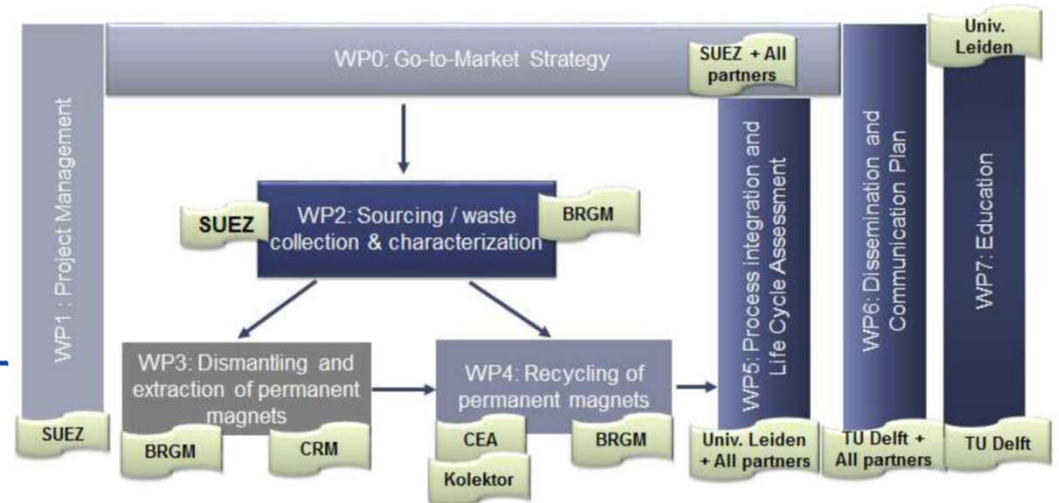 Univ.
Leiden
WP0: Go-to-Market Strategy
SUEZ + All
partners
WP1 : Project Management
SUEZ
WP2: Sourcing / waste
collection & characterization
BRGM
WP3: Dismantling and
extraction of permanent
magnets
WP4: Recycling of
permanent magnets
WP5: Process integration and
Life Cycle Assessment
WP6: Dissemination and
Communication Plan
WP7: Education
SUEZ
BRGM
CRM
CEA
Kolektor
BRGM
Univ. Leiden
+ All partners
TU Delft +
All partners
TU Delft